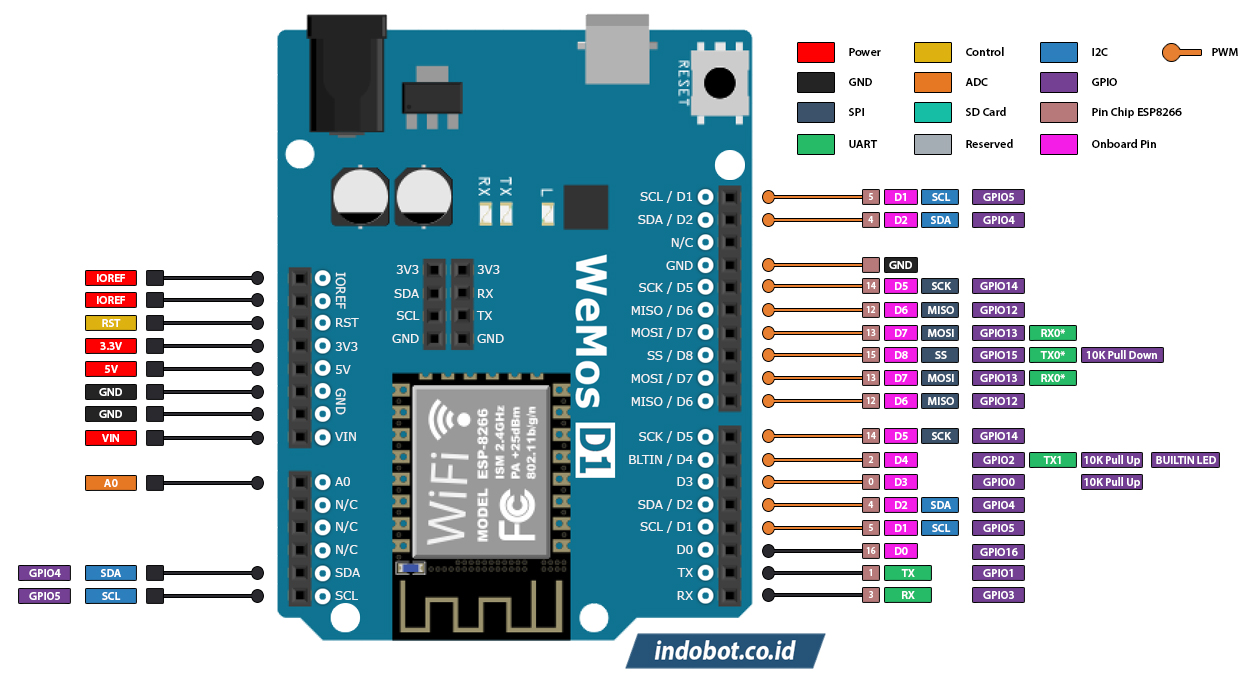 Power
Control
I2C
PWM
GND
ADC
GPIO
SPI
SD Card
Pin Chip ESP8266
UART
Reserved
Onboard Pin
RESET
RX
TX
L
IOREF
IOREF
RST
3.3V
5V
GND
GND
VIN
A0
GPIO4 SDA
GPIO5 SCL
IOREF
RST
3V3
5V
GND
VIN
A0
N/C
N/C
N/C
SDA
SCL
3V3 3V3
SDA RX
SCL TX
GND GND
WeMos D1
WiFi
MODEL ESP-8266
ISM 2.4GHz
PA +25dBm
802.11b/g/n
FC
SCL / D1 5 D1 SCL GPIO5
SDA / D2 4 D2 SDA GPIO4
N/C
GND GND
SCK / D5 14 D5 SCK GPIO14
MISO / D6 12 D6 MISO GPIO12
MOSI / D7 13 D7 MOSI GPIO13 RX0*
SS / D8 15 D8 SS GPIO15 TX0* 10K Pull Down
MOSI / D7 13 D7 MOSI GPIO13 RX0*
MISO / D6 12 D6 MISO GPIO12
SCK / D5 14 D5 SCK GPIO14
BLTIN / D4 2 D4 GPIO2 TX1 10K Pull Up BUILTIN LED
D3 0 D3 GPIO0 10K Pull Up
SDA / D2 4 D2 SDA GPIO4
SCL / D1 5 D1 SCL GPIO5
D0 16 D0 GPIO16
TX 1 TX GPIO1
RX 3 RX GPIO3
indobot.co.id